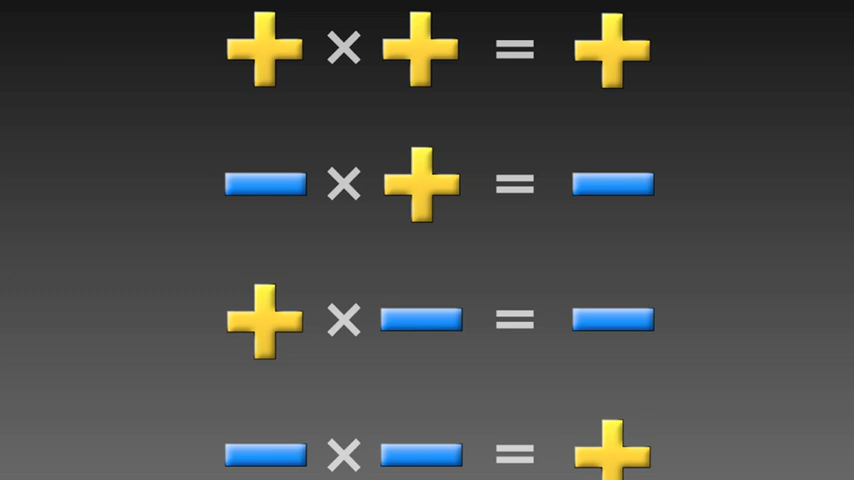 + × + = +
− × + = −
+ × − = −
− × − = +